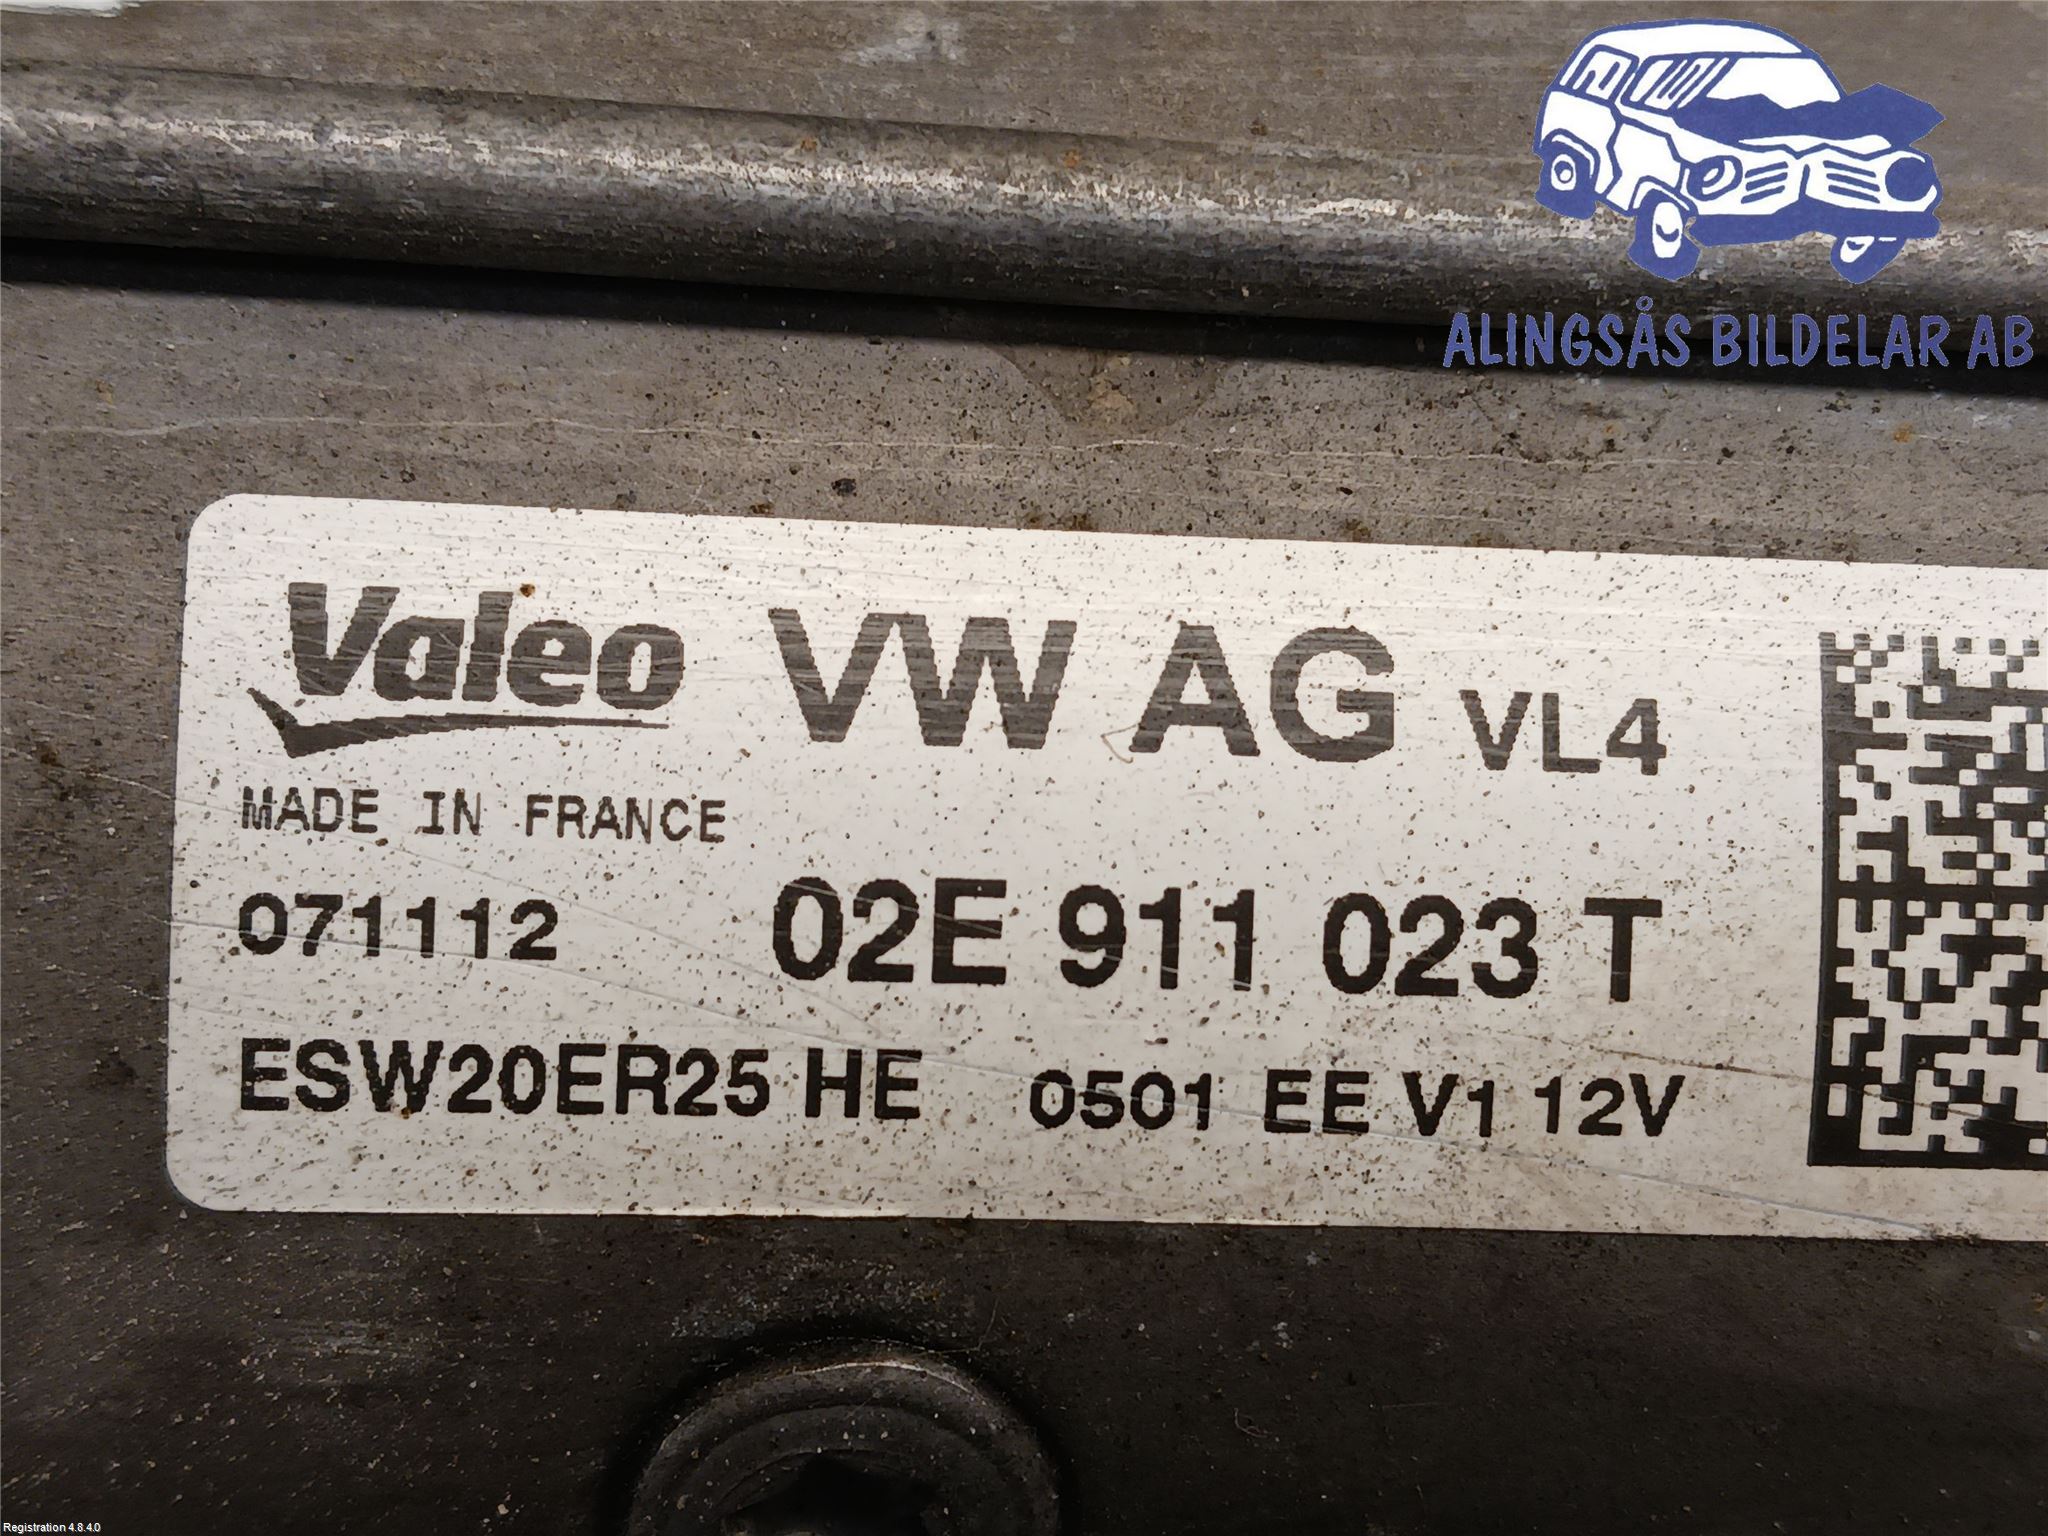 ALINGSÅS BILDELAR AB
Valeo VW AG VL4
MADE IN FRANCE
071112 02E 911 023 T
ESW20ER25 HE 0501 EE V1 12V
Registration 4.8.4.0